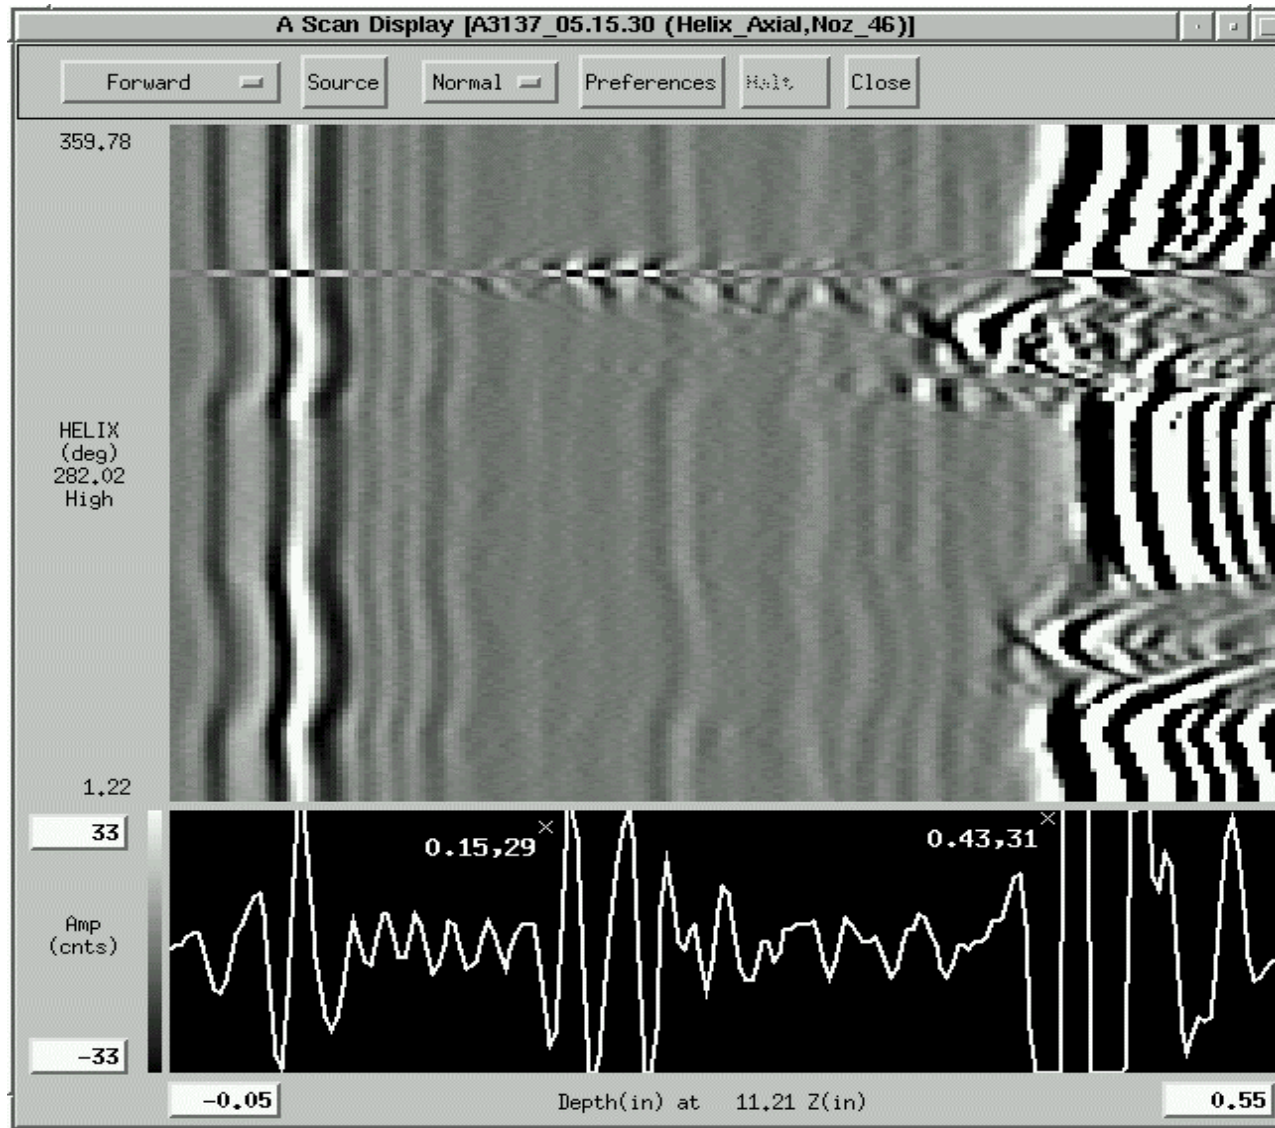 A Scan Display [A3137_05.15.30 (Helix_Axial,Noz_46)]
Forward Source Normal Preferences Halt Close
359.78
HELIX
(deg)
282.02
High
1.22
33
0.15,29
0.43,31
Amp
(cnts)
-33
-0.05 Depth(in) at 11.21 Z(in) 0.55